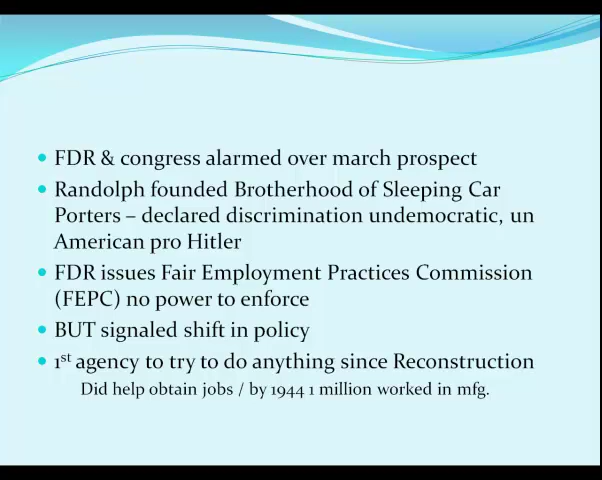 FDR & congress alarmed over march prospect
Randolph founded Brotherhood of Sleeping Car
Porters – declared discrimination undemocratic, un
American pro Hitler
FDR issues Fair Employment Practices Commission
(FEPC) no power to enforce
BUT signaled shift in policy
1st agency to try to do anything since Reconstruction
Did help obtain jobs / by 1944 1 million worked in mfg.